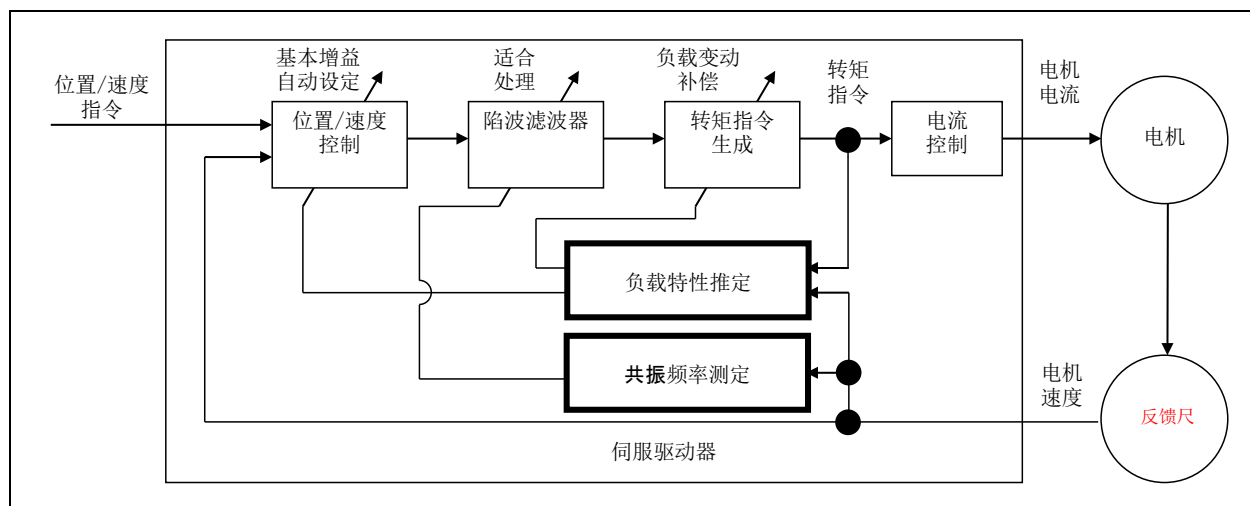 基本增益
自动设定
适合
处理
负载变动
补偿
转矩
指令
电机
电流
位置/速度
指令
位置/速度
控制
陷波滤波器
转矩指令
生成
电流
控制
电机
负载特性推定
共振频率测定
电机
速度
反馈尺
伺服驱动器